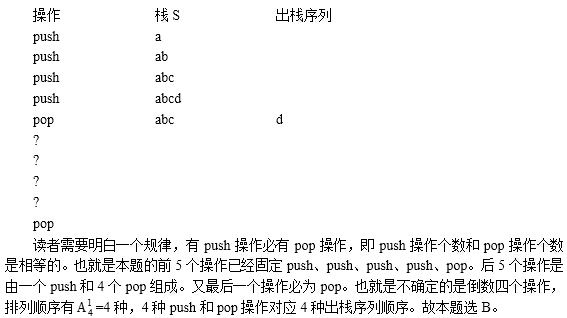 操作 栈 S 出栈序列
push a
push ab
push abc
push abcd
pop abc d
?
?
?
?
pop
读者需要明白一个规律，有 push 操作必有 pop 操作，即 push 操作个数和 pop 操作个数
是相等的。也就是本题的前 5 个操作已经固定 push、push、push、push、pop。后 5 个操作是
由一个 push 和 4 个 pop 组成。又最后一个操作必为 pop。也就是不确定的是倒数四个操作，
排列顺序有 A₄¹=4 种，4 种 push 和 pop 操作对应 4 种出栈序列顺序。故本题选 B。